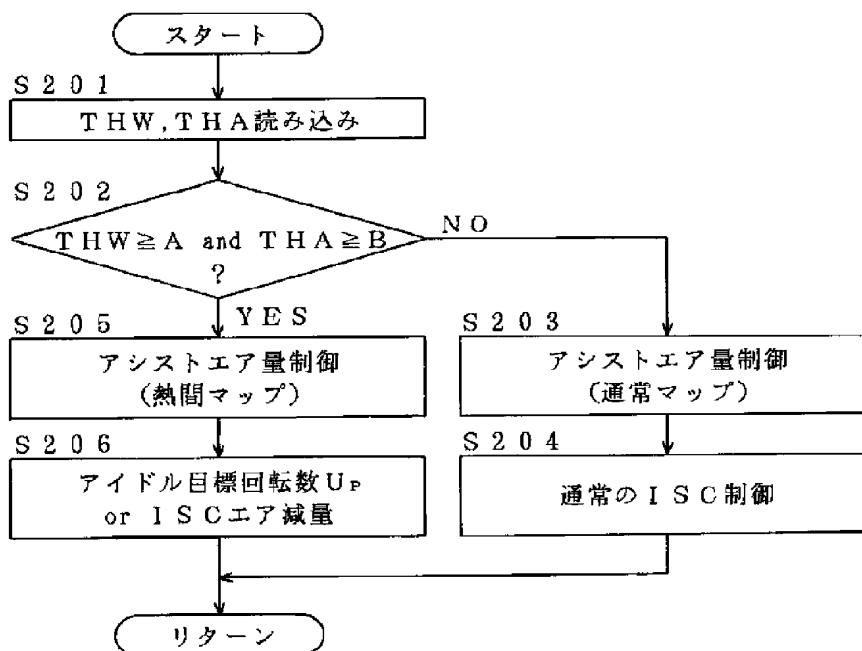 スタート
S201
THW,THA読み込み
S202
THW≧A and THA≧B
?
NO
YES
S205
アシストエア量制御
(熱間マップ)
S206
アイドル目標回転数UP
or ISCエア減量
S203
アシストエア量制御
(通常マップ)
S204
通常のISC制御
リターン